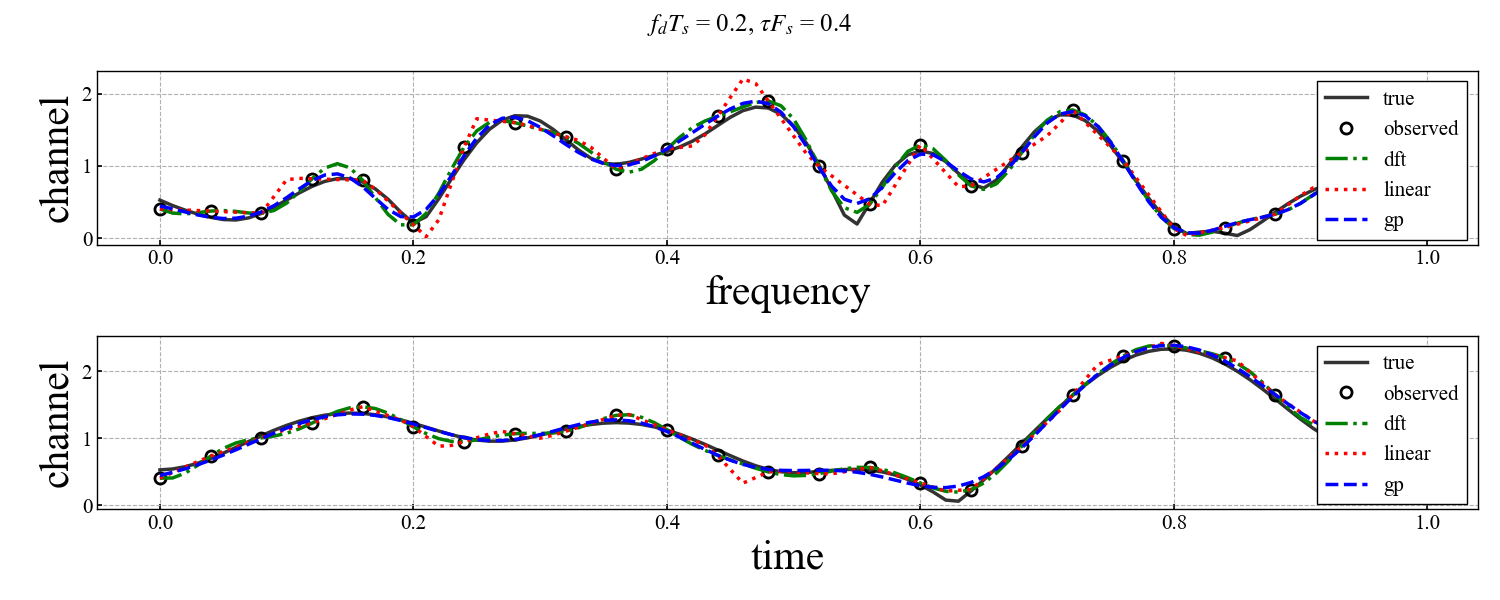 f_d T_s = 0.2, τF_s = 0.4
channel
2
1
0
0.0 0.2 0.4 0.6 0.8 1.0
frequency
true
observed
dft
linear
gp
channel
2
1
0
0.0 0.2 0.4 0.6 0.8 1.0
time
true
observed
dft
linear
gp